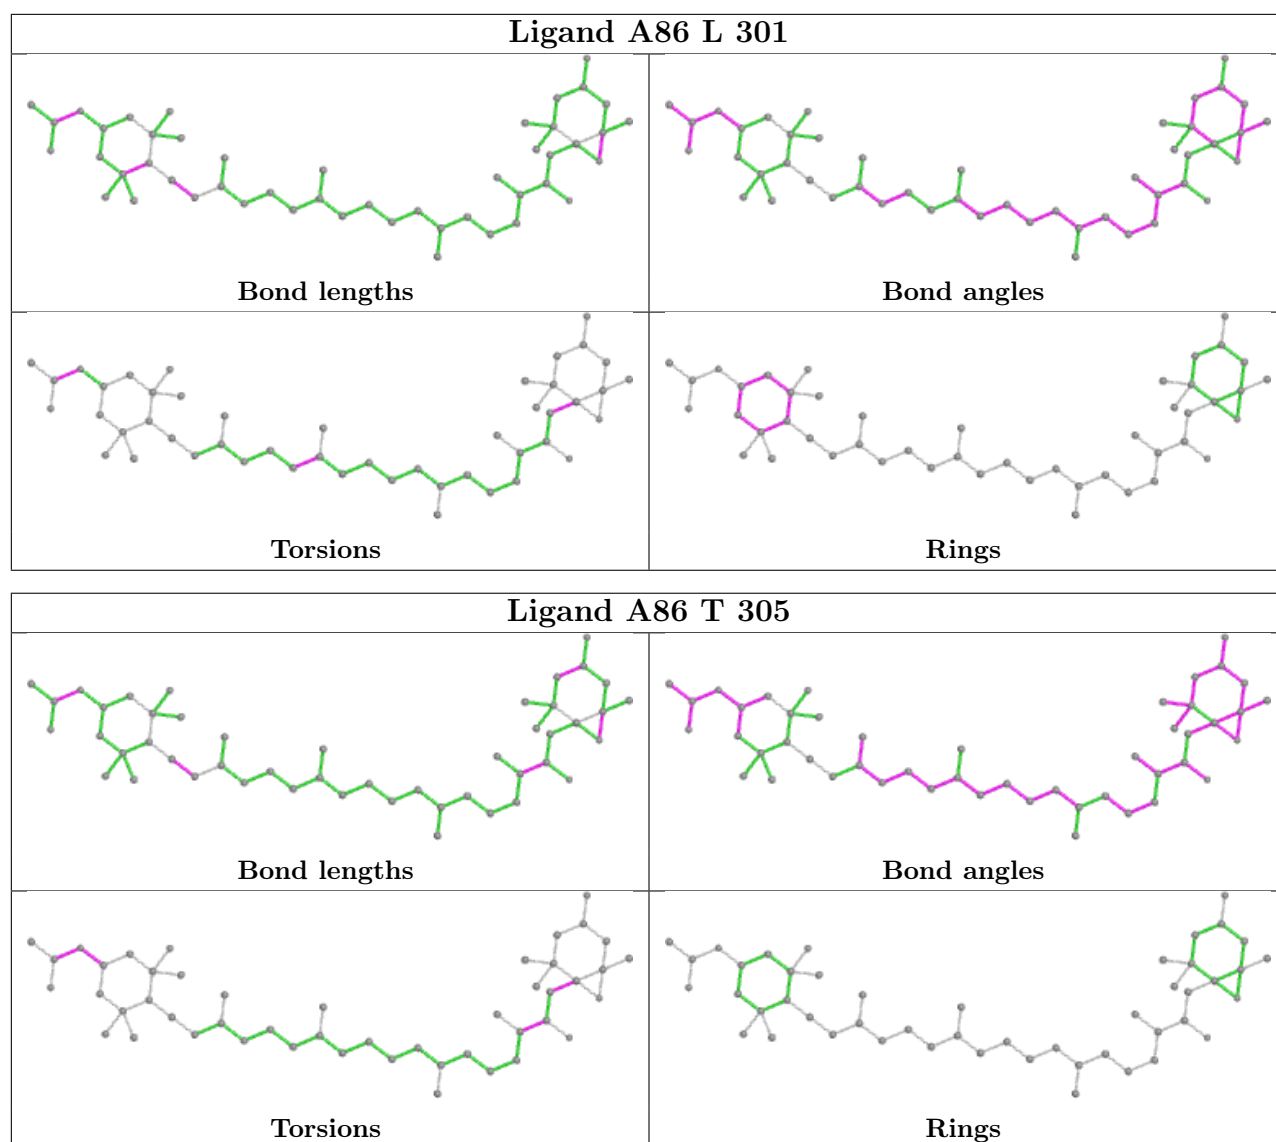 Ligand A86 L 301
Bond lengths
Bond angles
Torsions
Rings
Ligand A86 T 305
Bond lengths
Bond angles
Torsions
Rings